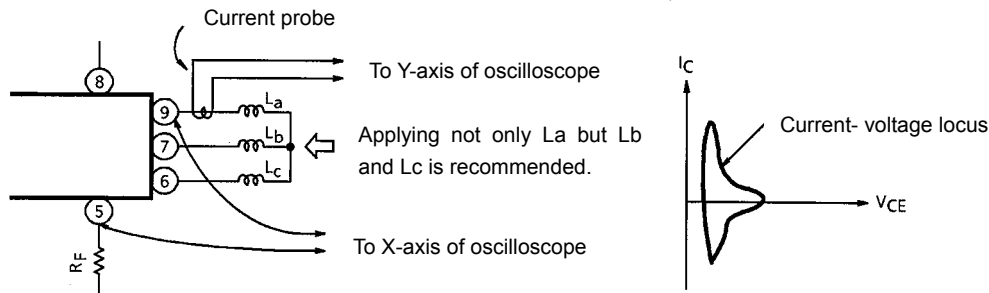 Current probe
8
To Y-axis of oscilloscope
9
La
7
Lb
Applying not only La but Lb
and Lc is recommended.
6
Lc
5
To X-axis of oscilloscope
RF
IC
Current- voltage locus
VCE